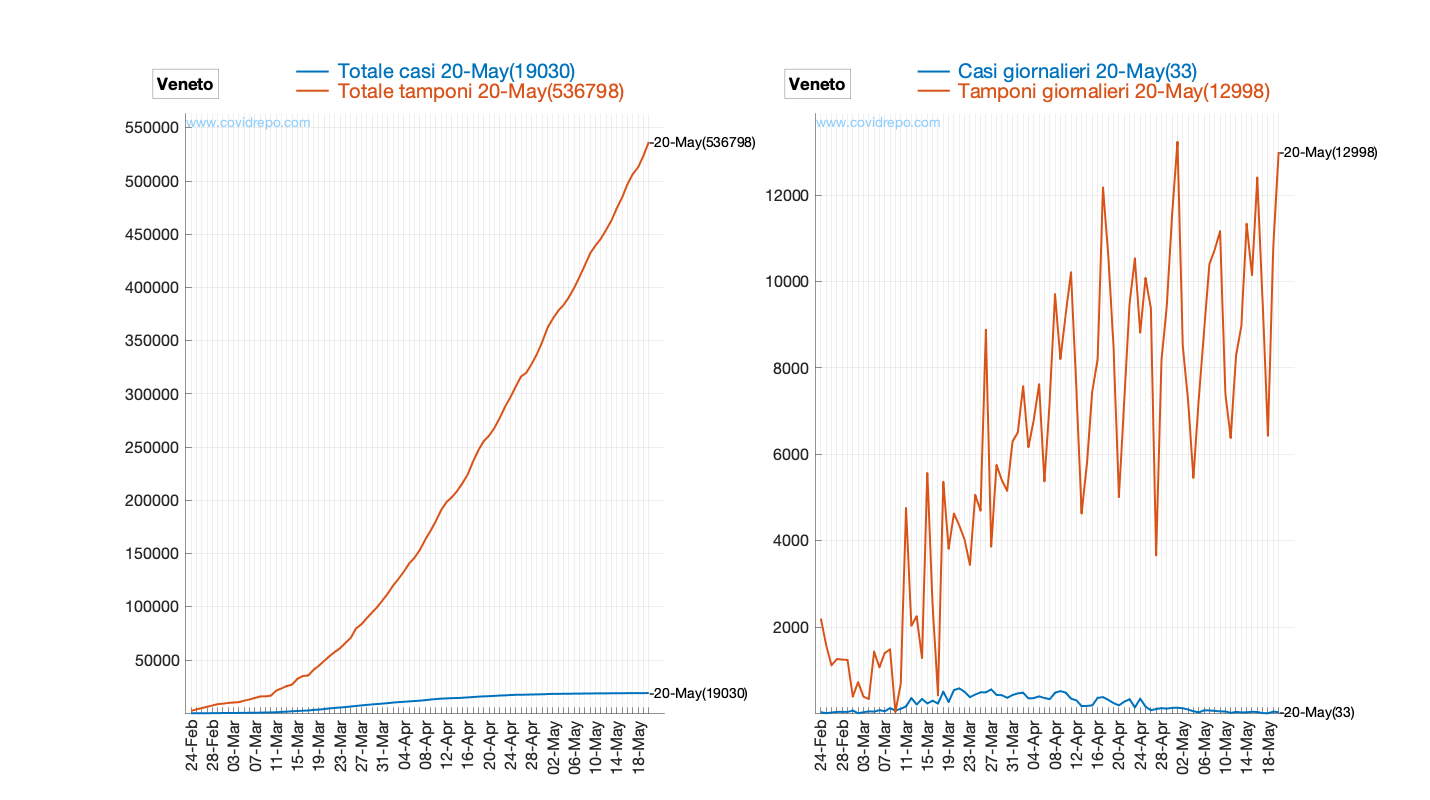 Veneto
Totale casi 20-May(19030)
Totale tamponi 20-May(536798)
www.covidrepo.com
550000
500000
450000
400000
350000
300000
250000
200000
150000
100000
50000
20-May(536798)
20-May(19030)
24-Feb
28-Feb
03-Mar
07-Mar
11-Mar
15-Mar
19-Mar
23-Mar
27-Mar
31-Mar
04-Apr
08-Apr
12-Apr
16-Apr
20-Apr
24-Apr
28-Apr
02-May
06-May
10-May
14-May
18-May
Veneto
Casi giornalieri 20-May(33)
Tamponi giornalieri 20-May(12998)
www.covidrepo.com
12000
10000
8000
6000
4000
2000
20-May(12998)
20-May(33)
24-Feb
28-Feb
03-Mar
07-Mar
11-Mar
15-Mar
19-Mar
23-Mar
27-Mar
31-Mar
04-Apr
08-Apr
12-Apr
16-Apr
20-Apr
24-Apr
28-Apr
02-May
06-May
10-May
14-May
18-May